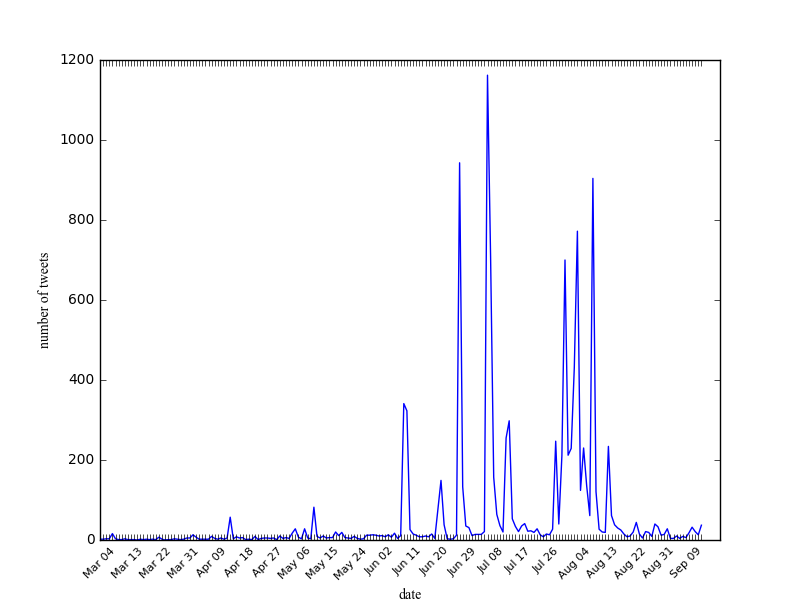 1200
1000
800
600
400
200
0
number of tweets
Mar 04
Mar 13
Mar 22
Mar 31
Apr 09
Apr 18
Apr 27
May 06
May 15
May 24
Jun 02
Jun 11
Jun 20
Jun 29
Jul 08
Jul 17
Jul 26
Aug 04
Aug 13
Aug 22
Aug 31
Sep 09
date